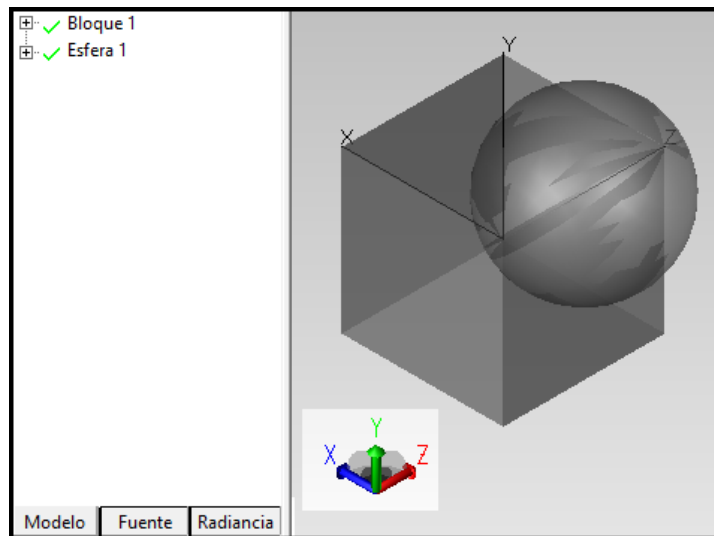 Bloque 1
Esfera 1
Y
X
Z
Y
X
Z
Modelo
Fuente
Radiancia